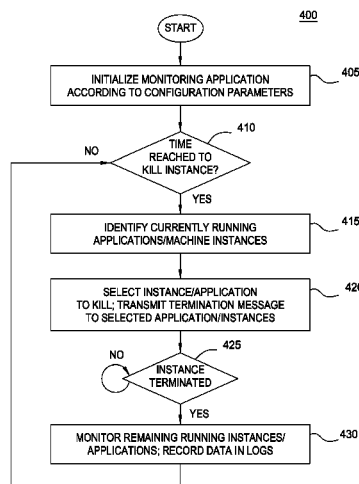 400
START
INITIALIZE MONITORING APPLICATION
ACCORDING TO CONFIGURATION PARAMETERS
405
410
TIME
REACHED TO
KILL INSTANCE?
NO
YES
IDENTIFY CURRENTLY RUNNING
APPLICATIONS/MACHINE INSTANCES
415
SELECT INSTANCE/APPLICATION
TO KILL; TRANSMIT TERMINATION MESSAGE
TO SELECTED APPLICATION/INSTANCES
420
425
NO
INSTANCE
TERMINATED
YES
MONITOR REMAINING RUNNING INSTANCES/
APPLICATIONS; RECORD DATA IN LOGS
430